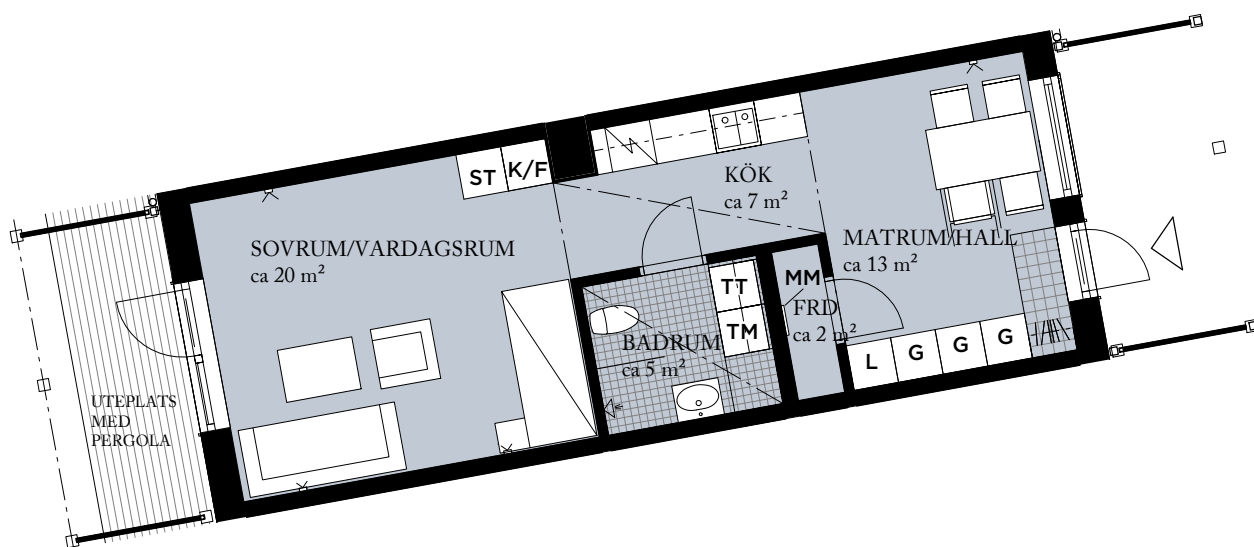 ST
K/F
KÖK
ca 7 m²
SOVRUM/VARDAGSRUM
ca 20 m²
MATRUM/HALL
ca 13 m²
TT
TM
MM
FRD
ca 2 m²
BADRUM
ca 5 m²
L
G
G
G
UTEPLATS
MED
PERGOLA